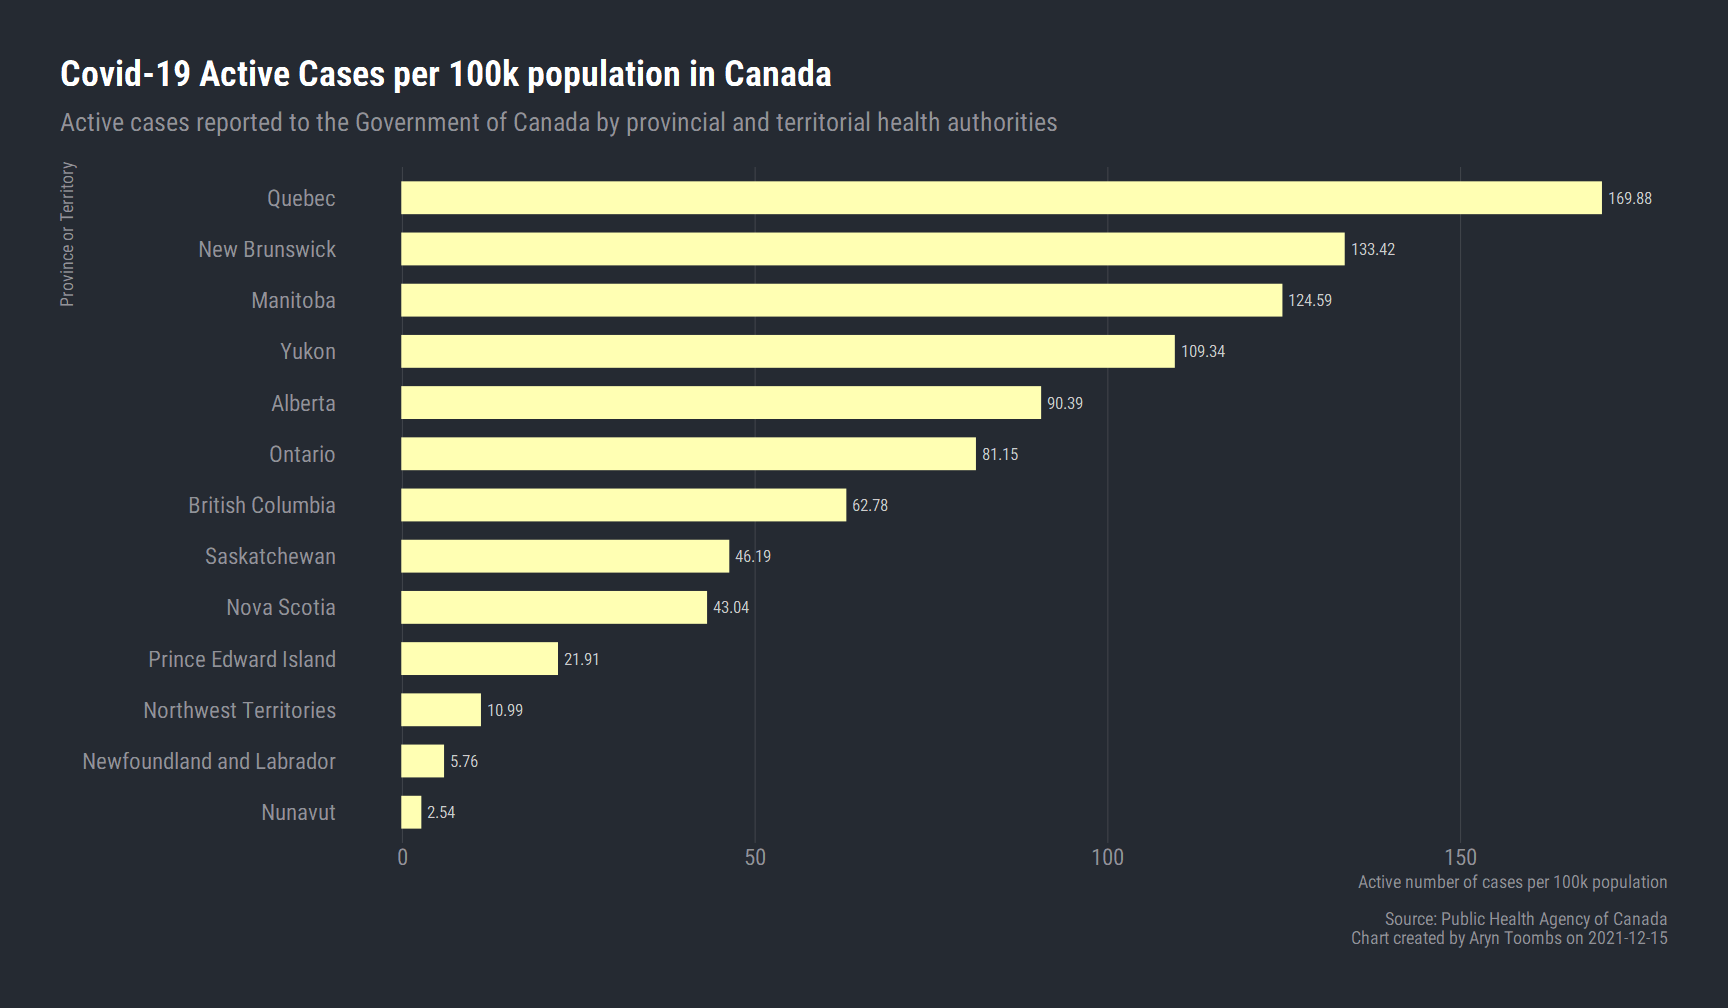 Covid-19 Active Cases per 100k population in Canada
Active cases reported to the Government of Canada by provincial and territorial health authorities
Province or Territory
Quebec 169.88
New Brunswick 133.42
Manitoba 124.59
Yukon 109.34
Alberta 90.39
Ontario 81.15
British Columbia 62.78
Saskatchewan 46.19
Nova Scotia 43.04
Prince Edward Island 21.91
Northwest Territories 10.99
Newfoundland and Labrador 5.76
Nunavut 2.54
0 50 100 150
Active number of cases per 100k population
Source: Public Health Agency of Canada
Chart created by Aryn Toombs on 2021-12-15